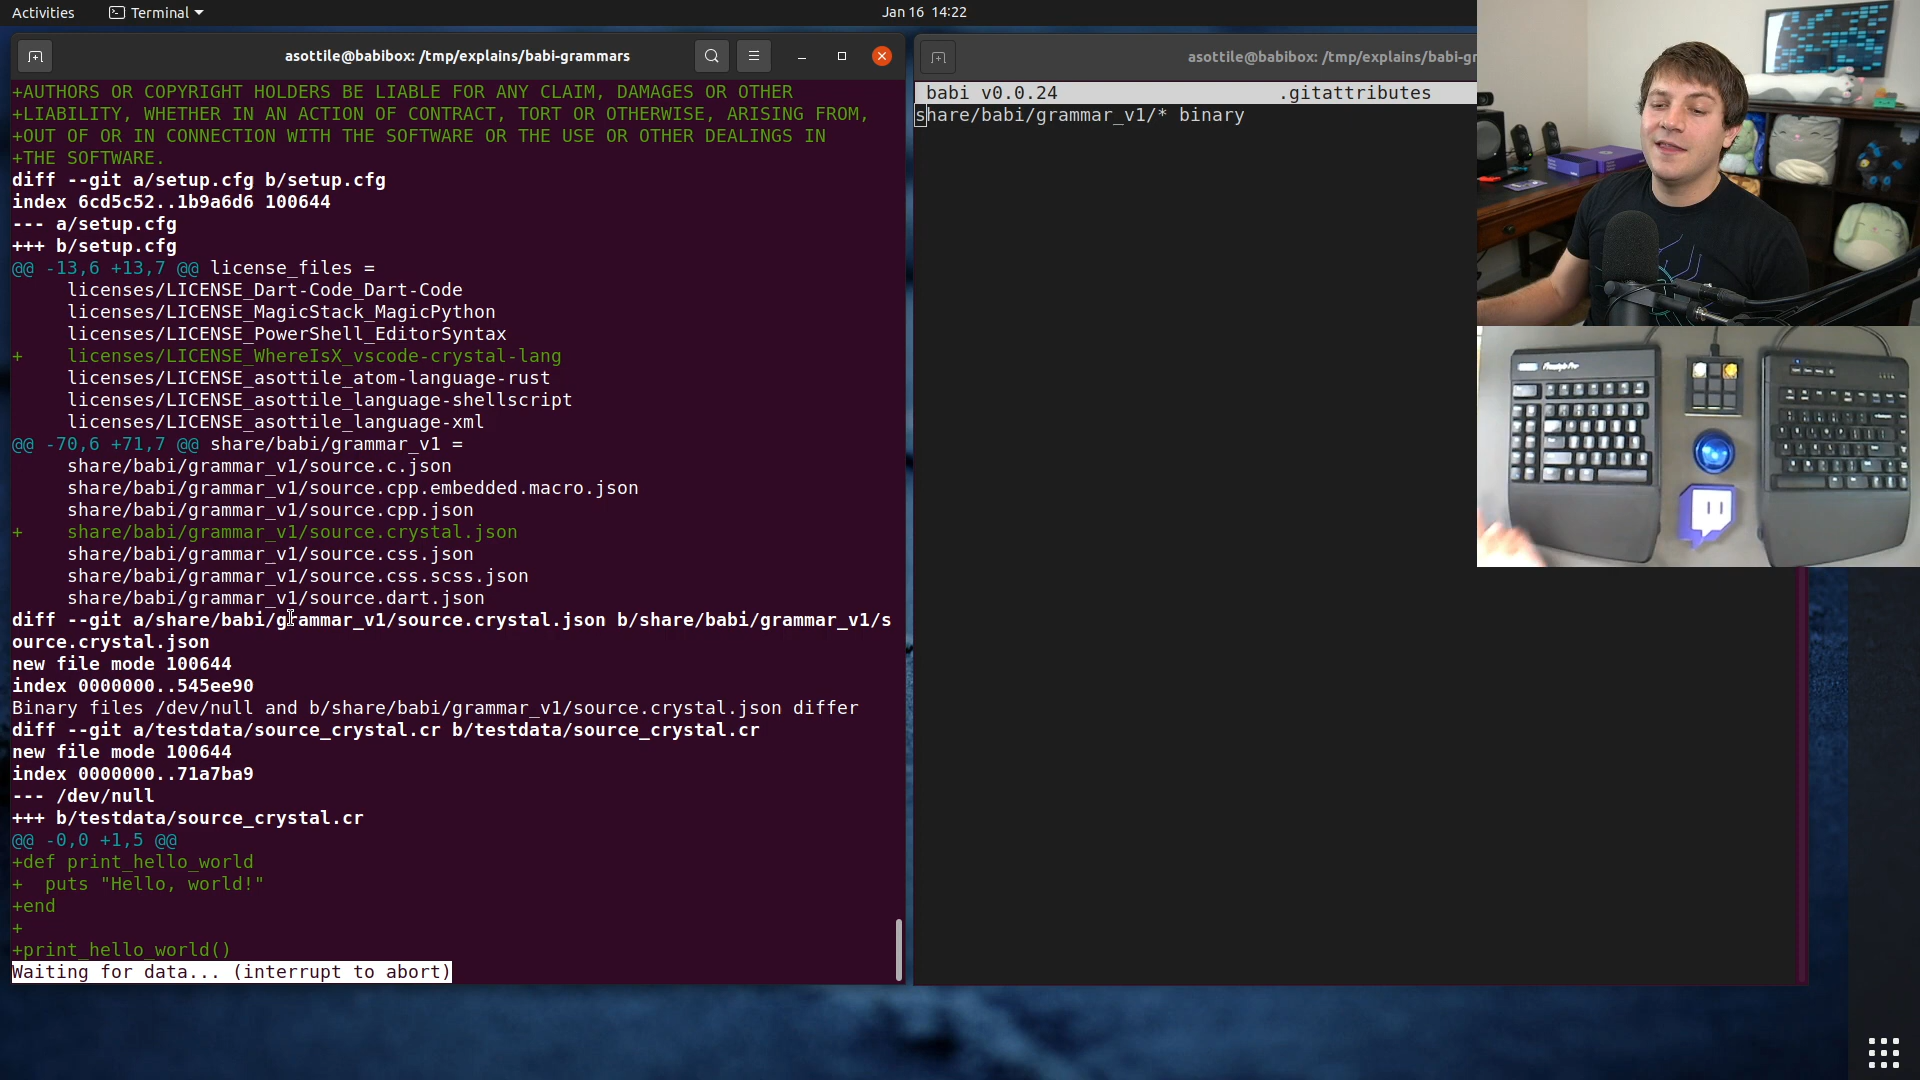 Activities
Terminal
Jan 16 14:22
asottile@babibox: /tmp/explains/babi-grammars
+AUTHORS OR COPYRIGHT HOLDERS BE LIABLE FOR ANY CLAIM, DAMAGES OR OTHER
+LIABILITY, WHETHER IN AN ACTION OF CONTRACT, TORT OR OTHERWISE, ARISING FROM,
+OUT OF OR IN CONNECTION WITH THE SOFTWARE OR THE USE OR OTHER DEALINGS IN
+THE SOFTWARE.
diff --git a/setup.cfg b/setup.cfg
index 6cd5c52..1b9a6d6 100644
--- a/setup.cfg
+++ b/setup.cfg
@@ -13,6 +13,7 @@ license_files =
     licenses/LICENSE_Dart-Code_Dart-Code
     licenses/LICENSE_MagicStack_MagicPython
     licenses/LICENSE_PowerShell_EditorSyntax
+    licenses/LICENSE_WhereIsX_vscode-crystal-lang
     licenses/LICENSE_asottile_atom-language-rust
     licenses/LICENSE_asottile_language-shellscript
     licenses/LICENSE_asottile_language-xml
@@ -70,6 +71,7 @@ share/babi/grammar_v1 =
     share/babi/grammar_v1/source.c.json
     share/babi/grammar_v1/source.cpp.embedded.macro.json
     share/babi/grammar_v1/source.cpp.json
+    share/babi/grammar_v1/source.crystal.json
     share/babi/grammar_v1/source.css.json
     share/babi/grammar_v1/source.css.scss.json
     share/babi/grammar_v1/source.dart.json
diff --git a/share/babi/grammar_v1/source.crystal.json b/share/babi/grammar_v1/s
ource.crystal.json
new file mode 100644
index 0000000..545ee90
Binary files /dev/null and b/share/babi/grammar_v1/source.crystal.json differ
diff --git a/testdata/source_crystal.cr b/testdata/source_crystal.cr
new file mode 100644
index 0000000..71a7ba9
--- /dev/null
+++ b/testdata/source_crystal.cr
@@ -0,0 +1,5 @@
+def print_hello_world
+  puts "Hello, world!"
+end
+
+print_hello_world()
Waiting for data... (interrupt to abort)
asottile@babibox: /tmp/explains/babi-gr
babi v0.0.24 .gitattributes
share/babi/grammar_v1/* binary